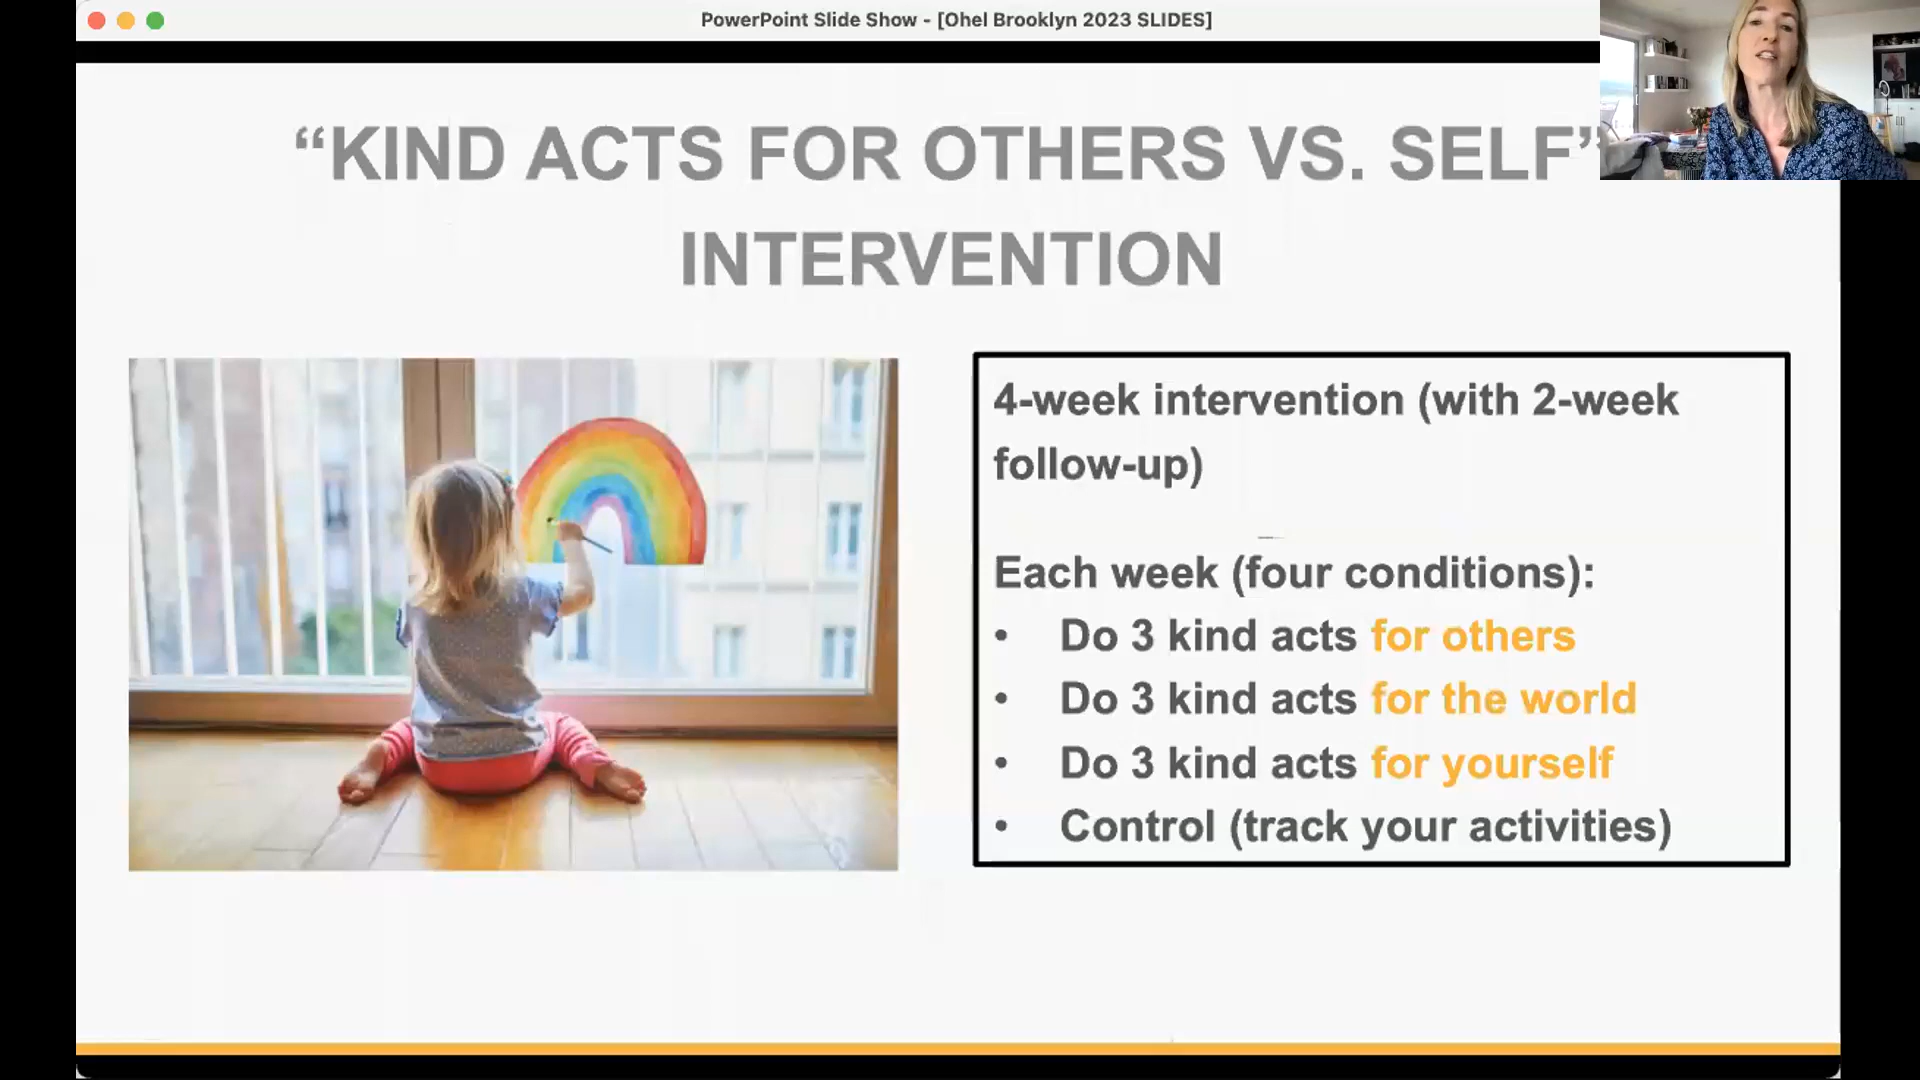 PowerPoint Slide Show - [Ohel Brooklyn 2023 SLIDES]
“KIND ACTS FOR OTHERS VS. SELF”
INTERVENTION
4-week intervention (with 2-week
follow-up)
Each week (four conditions):
• Do 3 kind acts for others
• Do 3 kind acts for the world
• Do 3 kind acts for yourself
• Control (track your activities)